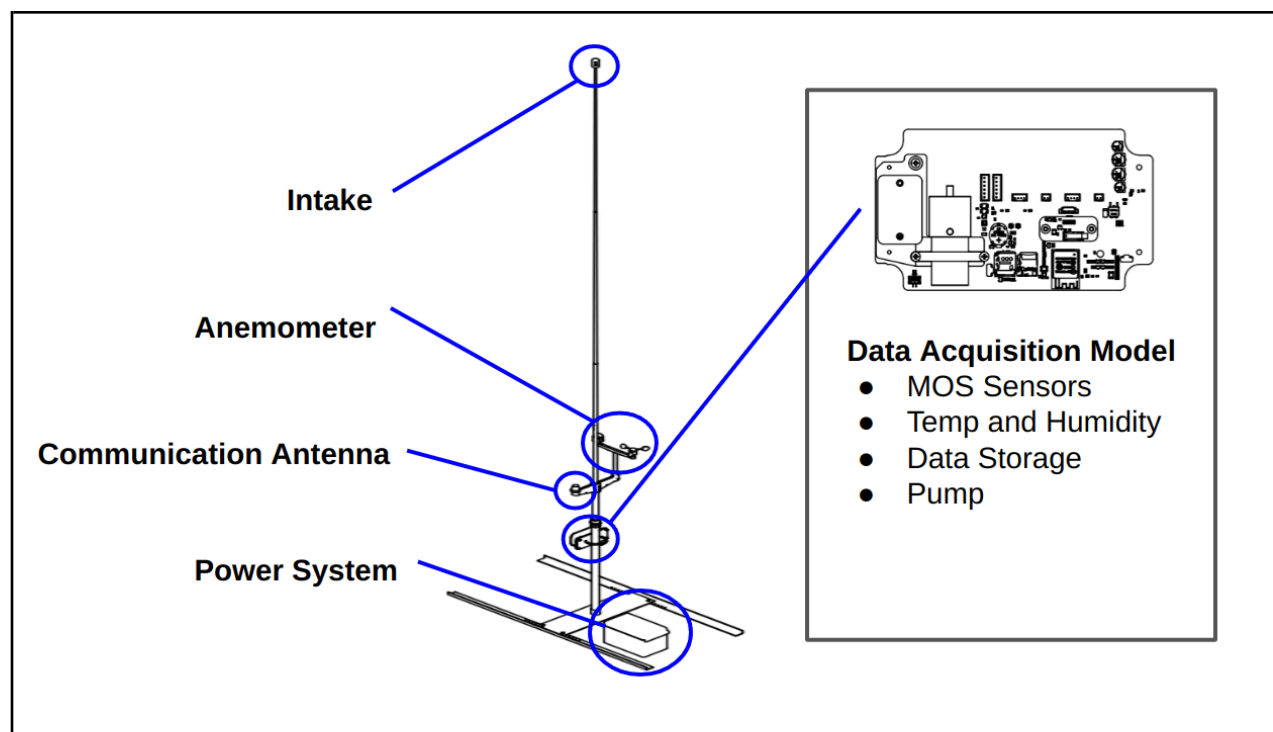 Intake
Anemometer
Communication Antenna
Power System
Data Acquisition Model
● MOS Sensors
● Temp and Humidity
● Data Storage
● Pump